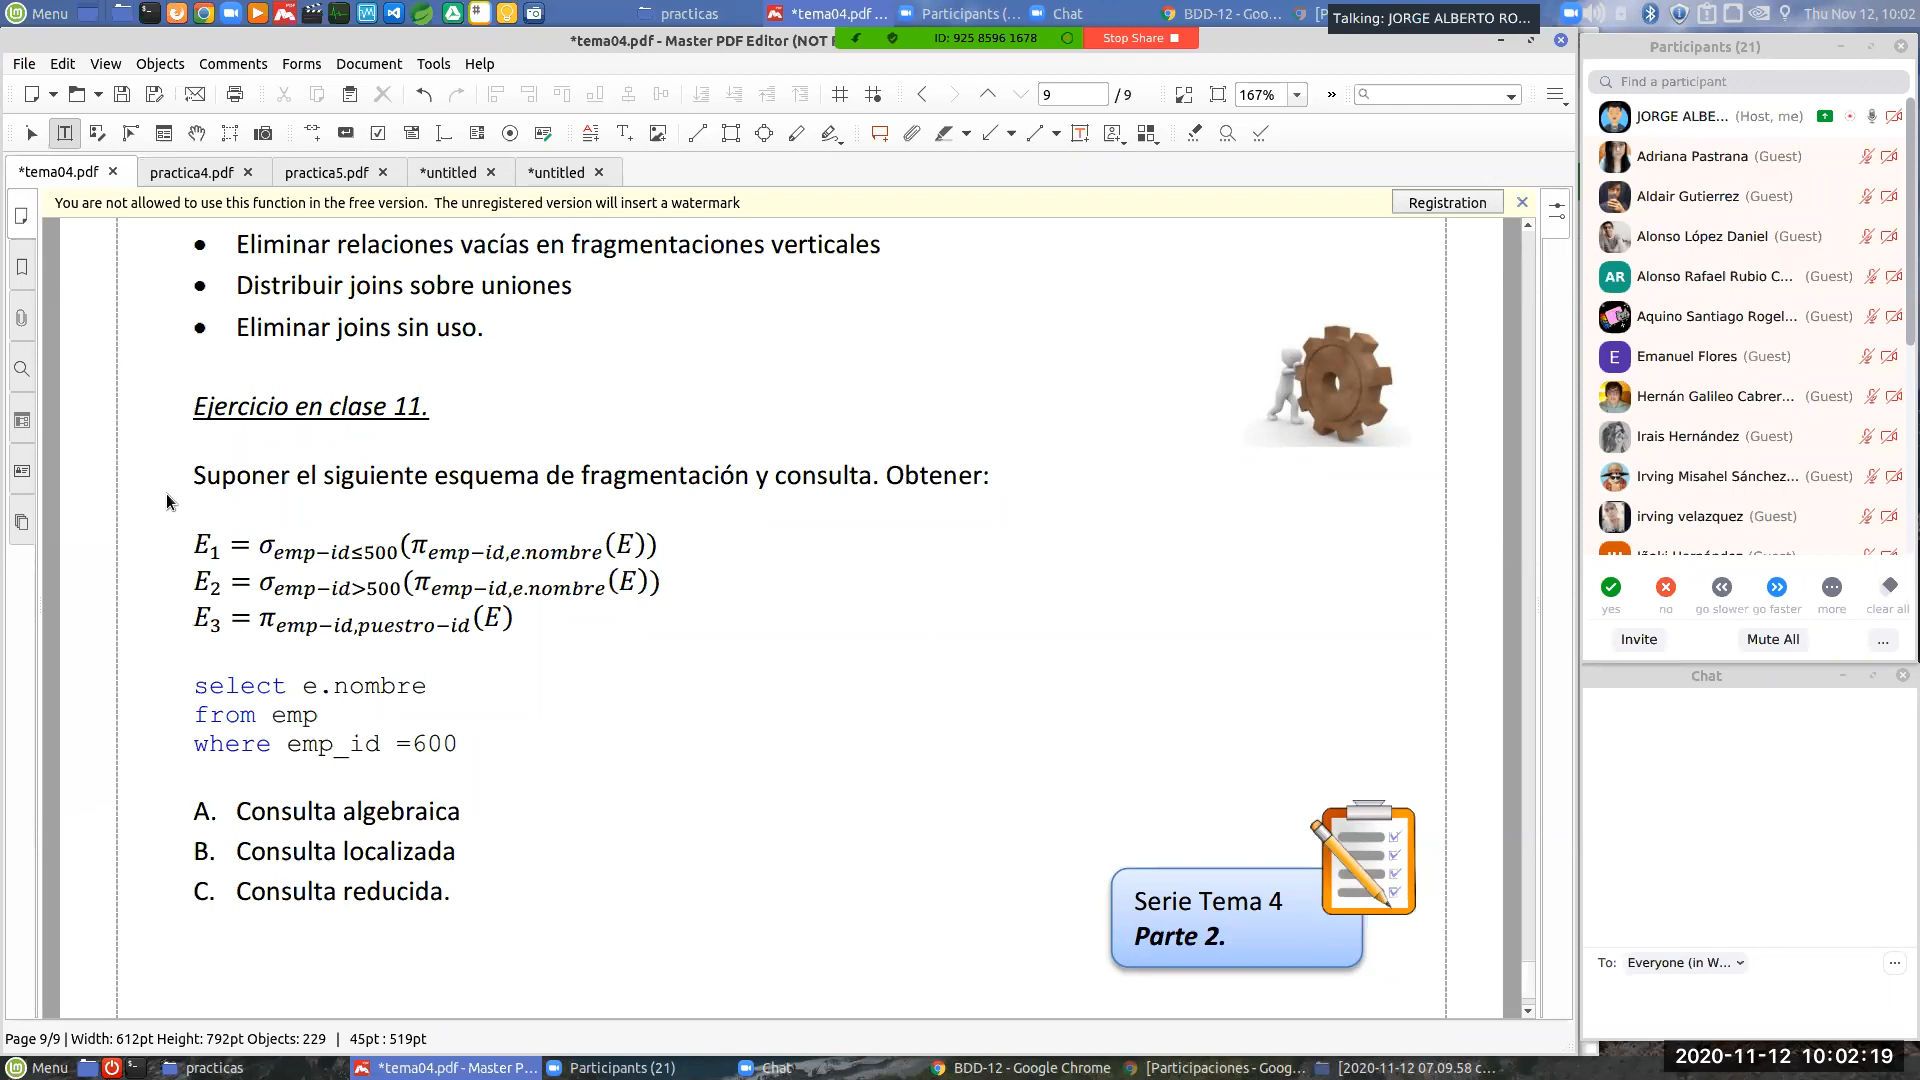 Menu
practicas
*tema04.pdf ...
Participants (...
Chat
BDD-12 - Goo...
Talking: JORGE ALBERTO RO...
Thu Nov 12, 10:02
*tema04.pdf - Master PDF Editor (NOT R
ID: 925 8596 1678
Stop Share
File Edit View Objects Comments Forms Document Tools Help
9 / 9
167%
*tema04.pdf
practica4.pdf
practica5.pdf
*untitled
*untitled
You are not allowed to use this function in the free version. The unregistered version will insert a watermark
Registration
• Eliminar relaciones vacías en fragmentaciones verticales
• Distribuir joins sobre uniones
• Eliminar joins sin uso.
Ejercicio en clase 11.
Suponer el siguiente esquema de fragmentación y consulta. Obtener:
E₁ = σemp−id≤500(πemp−id,e.nombre(E))
E₂ = σemp−id>500(πemp−id,e.nombre(E))
E₃ = πemp−id,puestro−id(E)
select e.nombre
from emp
where emp_id =600
A. Consulta algebraica
B. Consulta localizada
C. Consulta reducida.
Serie Tema 4
Parte 2.
Page 9/9 | Width: 612pt Height: 792pt Objects: 229 | 45pt : 519pt
Participants (21)
Find a participant
JORGE ALBE... (Host, me)
Adriana Pastrana (Guest)
Aldair Gutierrez (Guest)
Alonso López Daniel (Guest)
AR Alonso Rafael Rubio C... (Guest)
Aquino Santiago Rogel... (Guest)
E Emanuel Flores (Guest)
Hernán Galileo Cabrer... (Guest)
Irais Hernández (Guest)
Irving Misahel Sánchez... (Guest)
irving velazquez (Guest)
yes no go slower go faster more clear all
Invite
Mute All
...
Chat
To: Everyone (in W...
Menu
practicas
*tema04.pdf - Master P...
Participants (21)
Chat
BDD-12 - Google Chrome
[Participaciones - Goog...
[2020-11-12 07.09.58 c...
2020-11-12 10:02:19